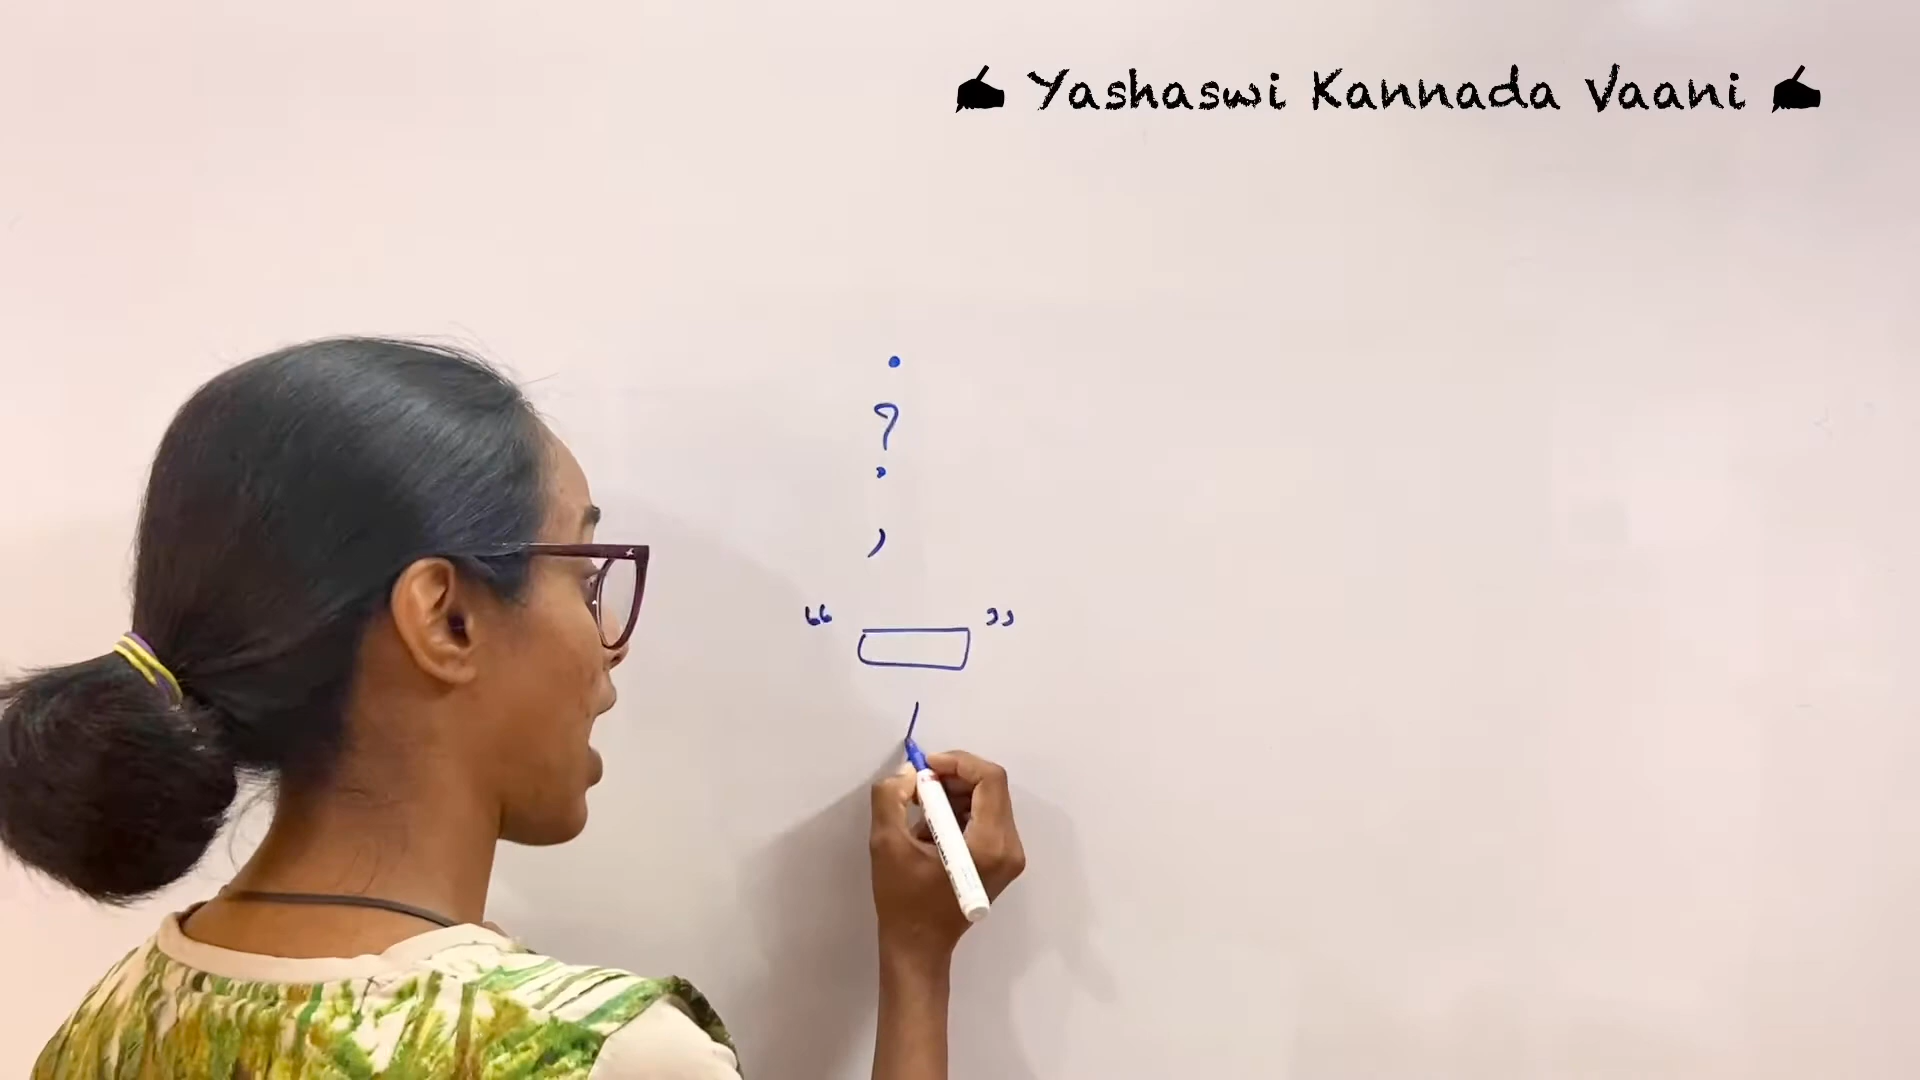 Yashaswi Kannada Vaani
.
?
,
“ ”